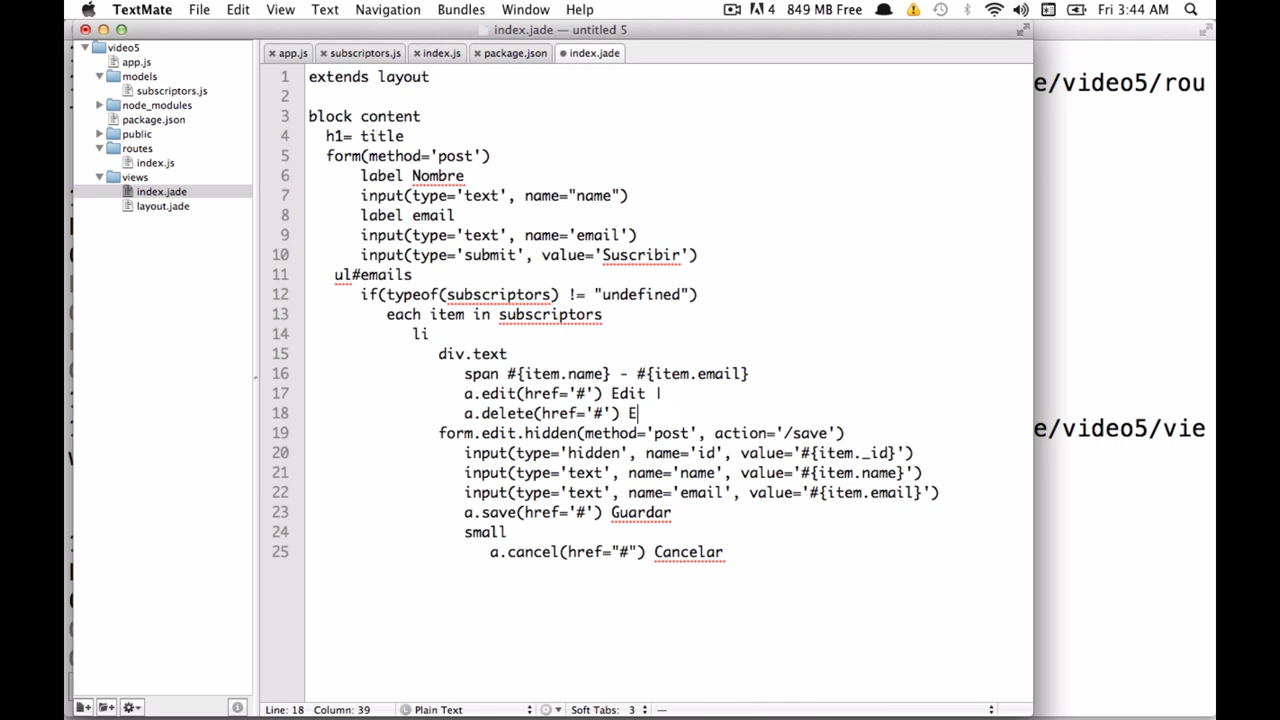 TextMate File Edit View Text Navigation Bundles Window Help 4 849 MB Free Fri 3:44 AM
index.jade — untitled 5
video5
app.js
models
subscriptors.js
node_modules
package.json
public
routes
index.js
views
index.jade
layout.jade
app.js subscriptors.js index.js package.json index.jade
1 extends layout
2
3 block content
4 h1= title
5 form(method='post')
6 label Nombre
7 input(type='text', name="name")
8 label email
9 input(type='text', name='email')
10 input(type='submit', value='Suscribir')
11 ul#emails
12 if(typeof(subscriptors) != "undefined")
13 each item in subscriptors
14 li
15 div.text
16 span #{item.name} - #{item.email}
17 a.edit(href='#') Edit |
18 a.delete(href='#') E
19 form.edit.hidden(method='post', action='/save')
20 input(type='hidden', name='id', value='#{item._id}')
21 input(type='text', name='name', value='#{item.name}')
22 input(type='text', name='email', value='#{item.email}')
23 a.save(href='#') Guardar
24 small
25 a.cancel(href="#") Cancelar
e/video5/rou
e/video5/vie
Line: 18 Column: 39 Plain Text Soft Tabs: 3 —